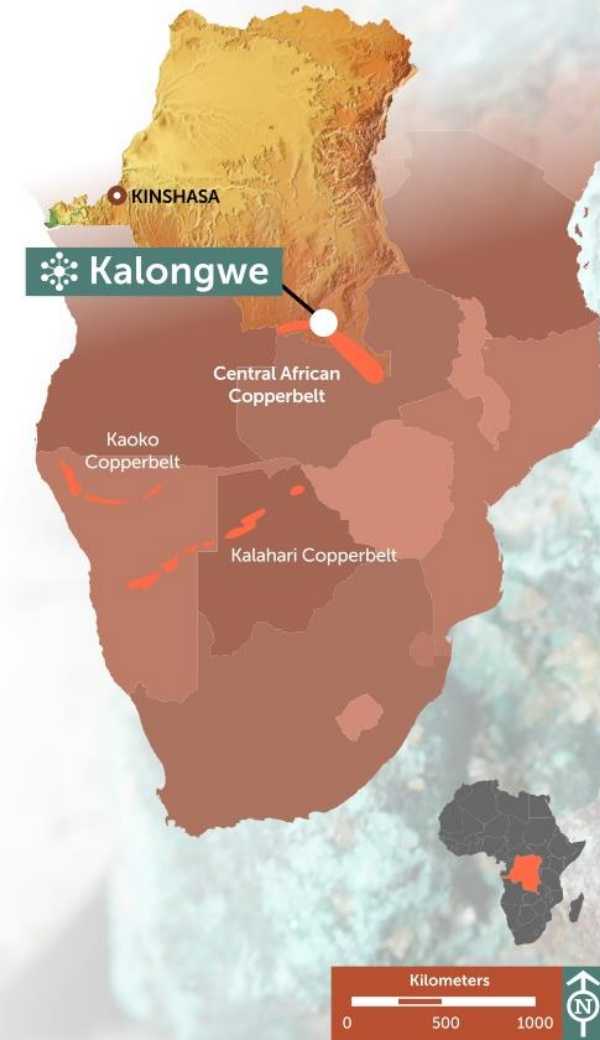 KINSHASA
Kalongwe
Central African
Copperbelt
Kaoko
Copperbelt
Kalahari Copperbelt
Kilometers
0 500 1000
N